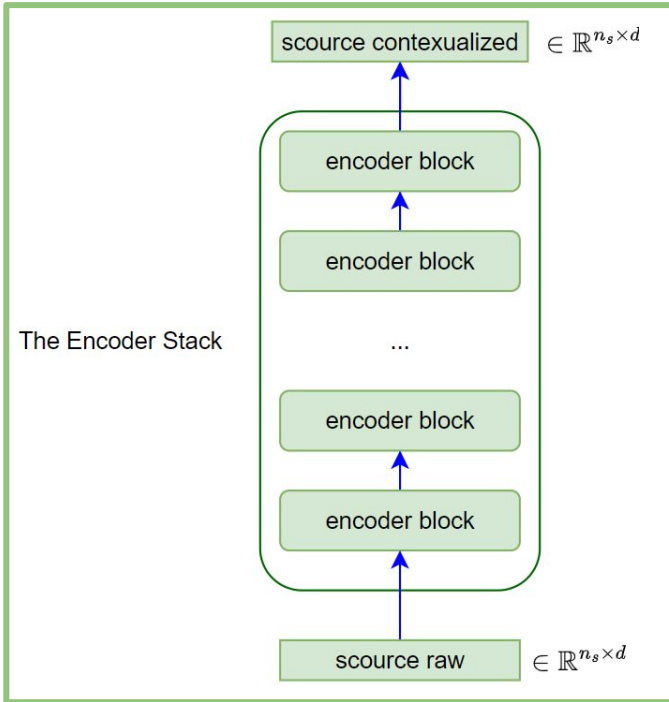 scource contexualized ∈ ℝ^{n_s×d}
encoder block
encoder block
The Encoder Stack
...
encoder block
encoder block
scource raw ∈ ℝ^{n_s×d}